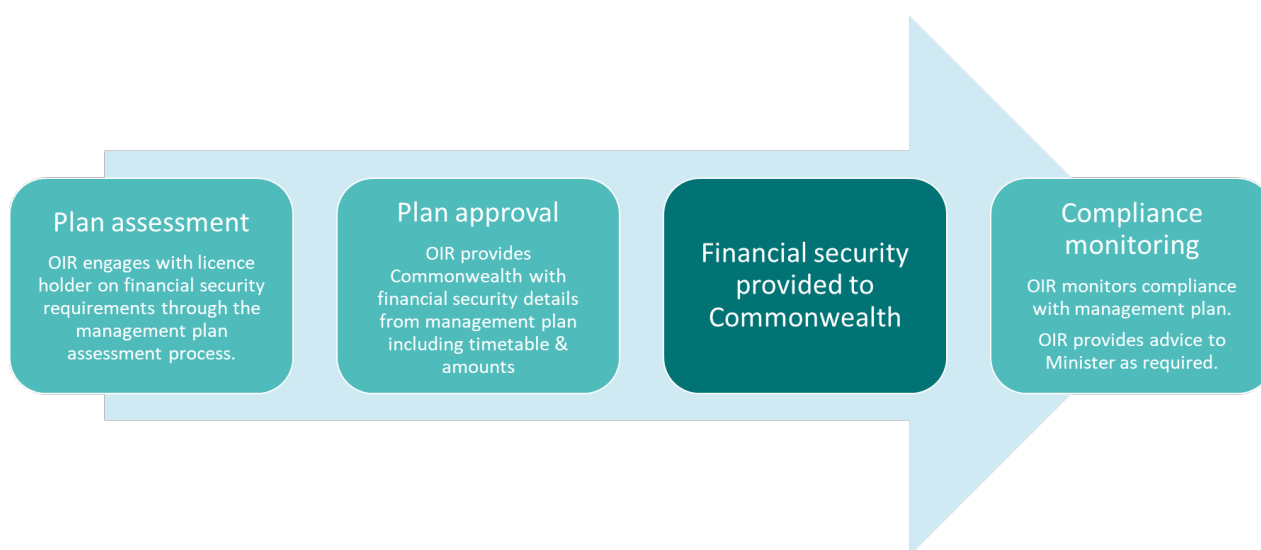 Plan assessment
OIR engages with licence
holder on financial security
requirements through the
management plan
assessment process.
Plan approval
OIR provides
Commonwealth with
financial security details
from management plan
including timetable &
amounts
Financial security
provided to
Commonwealth
Compliance
monitoring
OIR monitors compliance
with management plan.
OIR provides advice to
Minister as required.